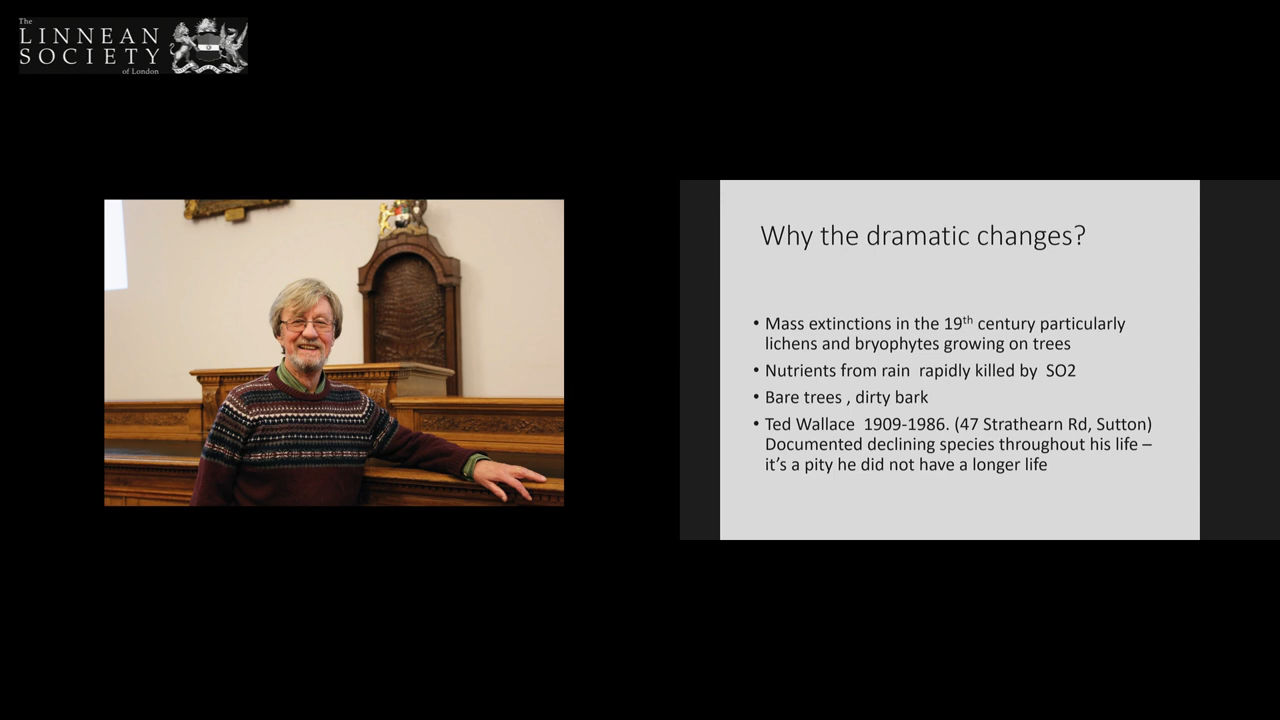 The
LINNEAN
SOCIETY
of London
Why the dramatic changes?
• Mass extinctions in the 19th century particularly
lichens and bryophytes growing on trees
• Nutrients from rain rapidly killed by SO2
• Bare trees , dirty bark
• Ted Wallace 1909-1986. (47 Strathearn Rd, Sutton)
Documented declining species throughout his life –
it's a pity he did not have a longer life